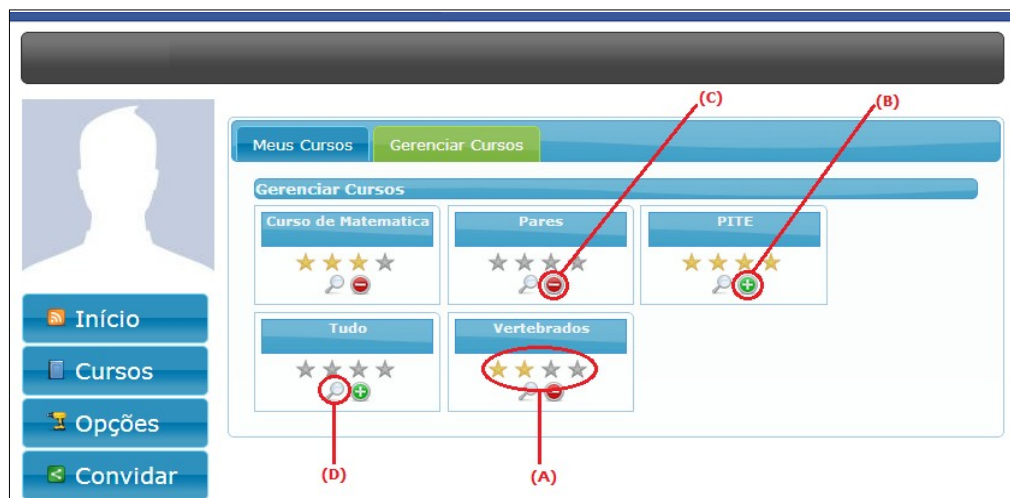 (C)
(B)
Meus Cursos
Gerenciar Cursos
Gerenciar Cursos
Curso de Matematica
Pares
PITE
Início
Tudo
Vertebrados
Cursos
Opções
Convidar
(D)
(A)